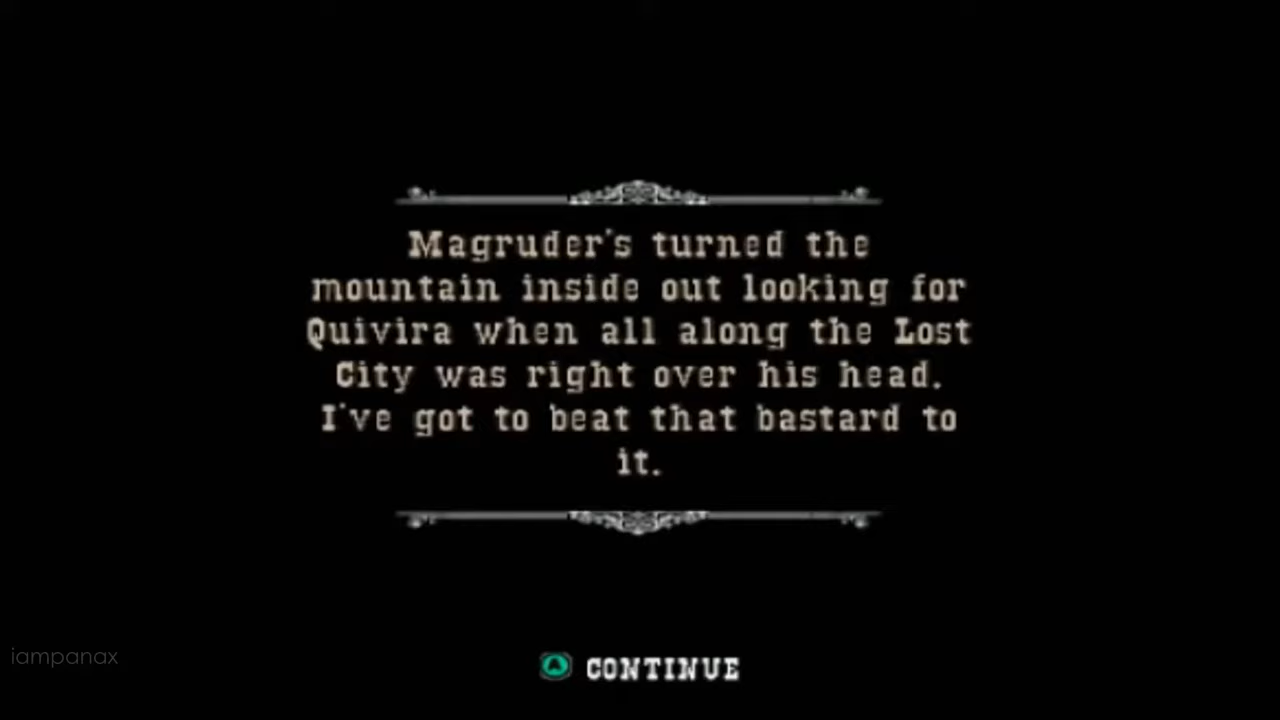 Magruder's turned the
mountain inside out looking for
Quivira when all along the Lost
City was right over his head.
I've got to beat that bastard to
it.
iampanax
CONTINUE